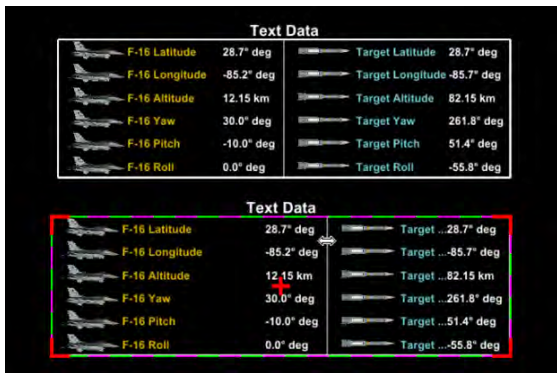 Text Data
F-16 Latitude 28.7° deg Target Latitude 28.7° deg
F-16 Longitude -85.2° deg Target Longitude -85.7° deg
F-16 Altitude 12.15 km Target Altitude 82.15 km
F-16 Yaw 30.0° deg Target Yaw 261.8° deg
F-16 Pitch -10.0° deg Target Pitch 51.4° deg
F-16 Roll 0.0° deg Target Roll -55.8° deg
Text Data
F-16 Latitude 28.7° deg Target ...28.7° deg
F-16 Longitude -85.2° deg Target ...-85.7° deg
F-16 Altitude 12.15 km Target ...82.15 km
F-16 Yaw 30.0° deg Target ...261.8° deg
F-16 Pitch -10.0° deg Target ...51.4° deg
F-16 Roll 0.0° deg Target ...-55.8° deg